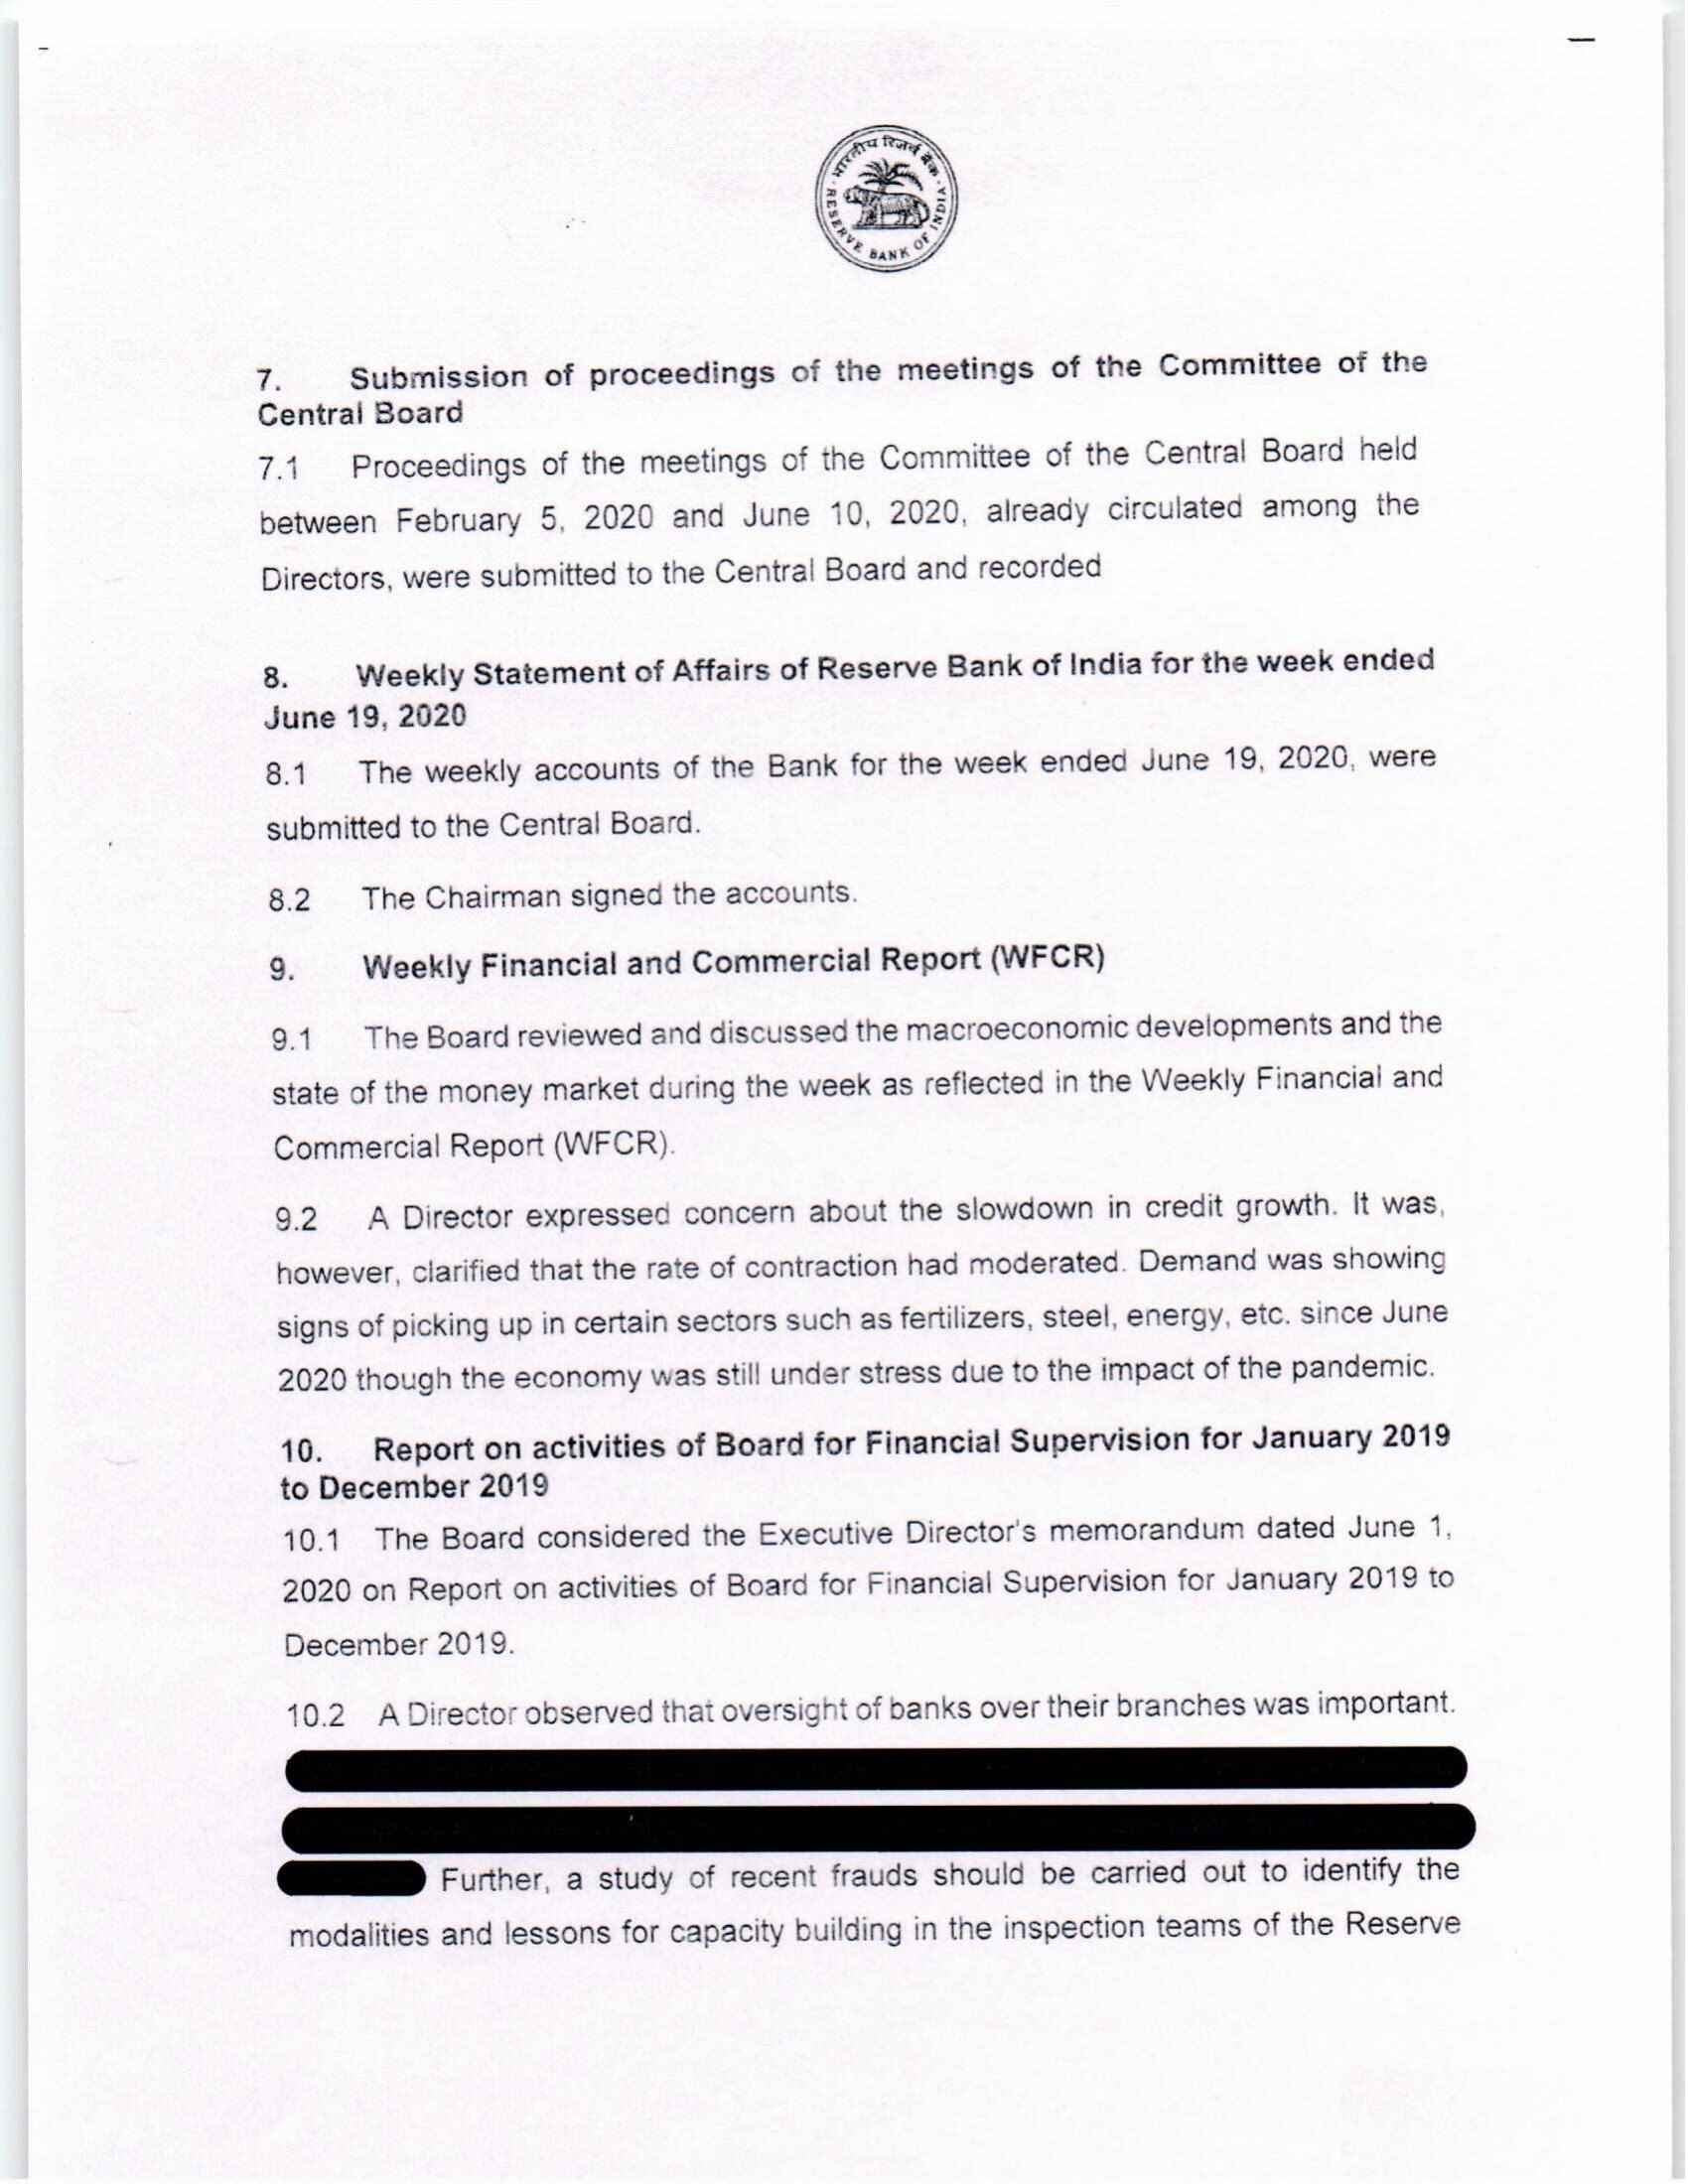 भारतीय रिज़र्व बैंक
RESERVE BANK OF INDIA
7. Submission of proceedings of the meetings of the Committee of the
Central Board
7.1 Proceedings of the meetings of the Committee of the Central Board held
between February 5, 2020 and June 10, 2020, already circulated among the
Directors, were submitted to the Central Board and recorded
8. Weekly Statement of Affairs of Reserve Bank of India for the week ended
June 19, 2020
8.1 The weekly accounts of the Bank for the week ended June 19, 2020, were
submitted to the Central Board.
8.2 The Chairman signed the accounts.
9. Weekly Financial and Commercial Report (WFCR)
9.1 The Board reviewed and discussed the macroeconomic developments and the
state of the money market during the week as reflected in the Weekly Financial and
Commercial Report (WFCR).
9.2 A Director expressed concern about the slowdown in credit growth. It was,
however, clarified that the rate of contraction had moderated. Demand was showing
signs of picking up in certain sectors such as fertilizers, steel, energy, etc. since June
2020 though the economy was still under stress due to the impact of the pandemic.
10. Report on activities of Board for Financial Supervision for January 2019
to December 2019
10.1 The Board considered the Executive Director's memorandum dated June 1,
2020 on Report on activities of Board for Financial Supervision for January 2019 to
December 2019.
10.2 A Director observed that oversight of banks over their branches was important.
Further, a study of recent frauds should be carried out to identify the
modalities and lessons for capacity building in the inspection teams of the Reserve